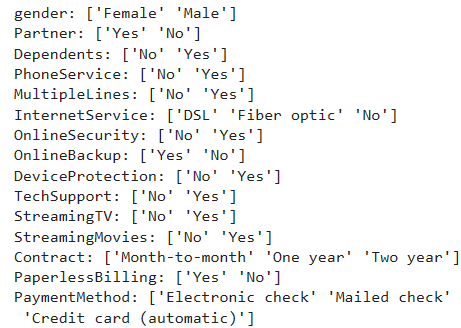 gender: ['Female' 'Male']
Partner: ['Yes' 'No']
Dependents: ['No' 'Yes']
PhoneService: ['No' 'Yes']
MultipleLines: ['No' 'Yes']
InternetService: ['DSL' 'Fiber optic' 'No']
OnlineSecurity: ['No' 'Yes']
OnlineBackup: ['Yes' 'No']
DeviceProtection: ['No' 'Yes']
TechSupport: ['No' 'Yes']
StreamingTV: ['No' 'Yes']
StreamingMovies: ['No' 'Yes']
Contract: ['Month-to-month' 'One year' 'Two year']
PaperlessBilling: ['Yes' 'No']
PaymentMethod: ['Electronic check' 'Mailed check'
 'Credit card (automatic)']